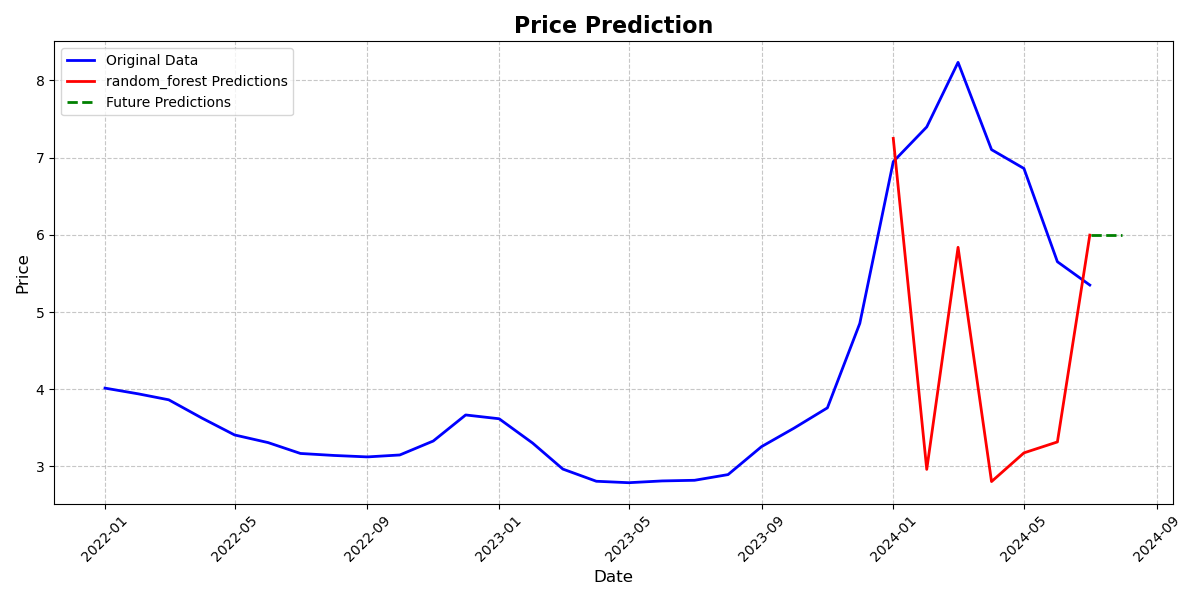 Price Prediction
Original Data
random_forest Predictions
Future Predictions
Price
8
7
6
5
4
3
2022-01
2022-05
2022-09
2023-01
2023-05
2023-09
2024-01
2024-05
2024-09
Date